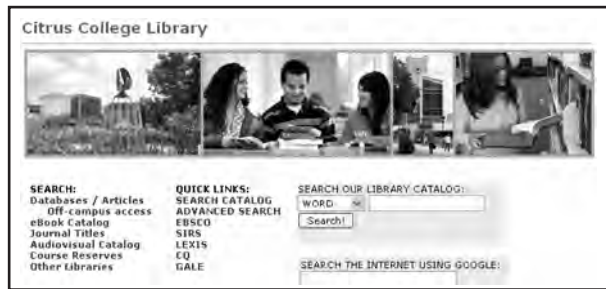 Citrus College Library
SEARCH:
Databases / Articles
Off-campus access
eBook Catalog
Journal Titles
Audiovisual Catalog
Course Reserves
Other Libraries
QUICK LINKS:
SEARCH CATALOG
ADVANCED SEARCH
EBSCO
SIRS
LEXIS
CQ
GALE
SEARCH OUR LIBRARY CATALOG:
WORD
Search!
SEARCH THE INTERNET USING GOOGLE: